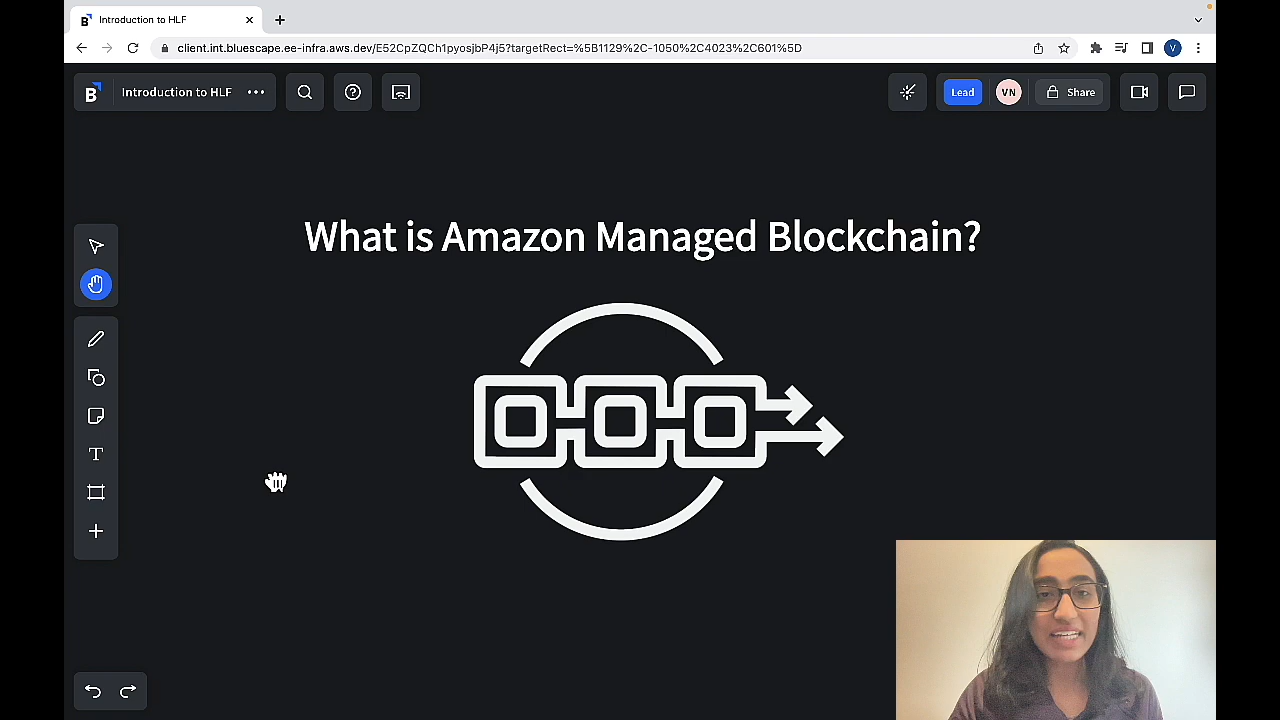 Introduction to HLF
client.int.bluescape.ee-infra.aws.dev/E52CpZQCh1pyosjbP4j5?targetRect=%5B1129%2C-1050%2C4023%2C601%5D
V
B
Introduction to HLF
Lead
VN
Share
What is Amazon Managed Blockchain?
T